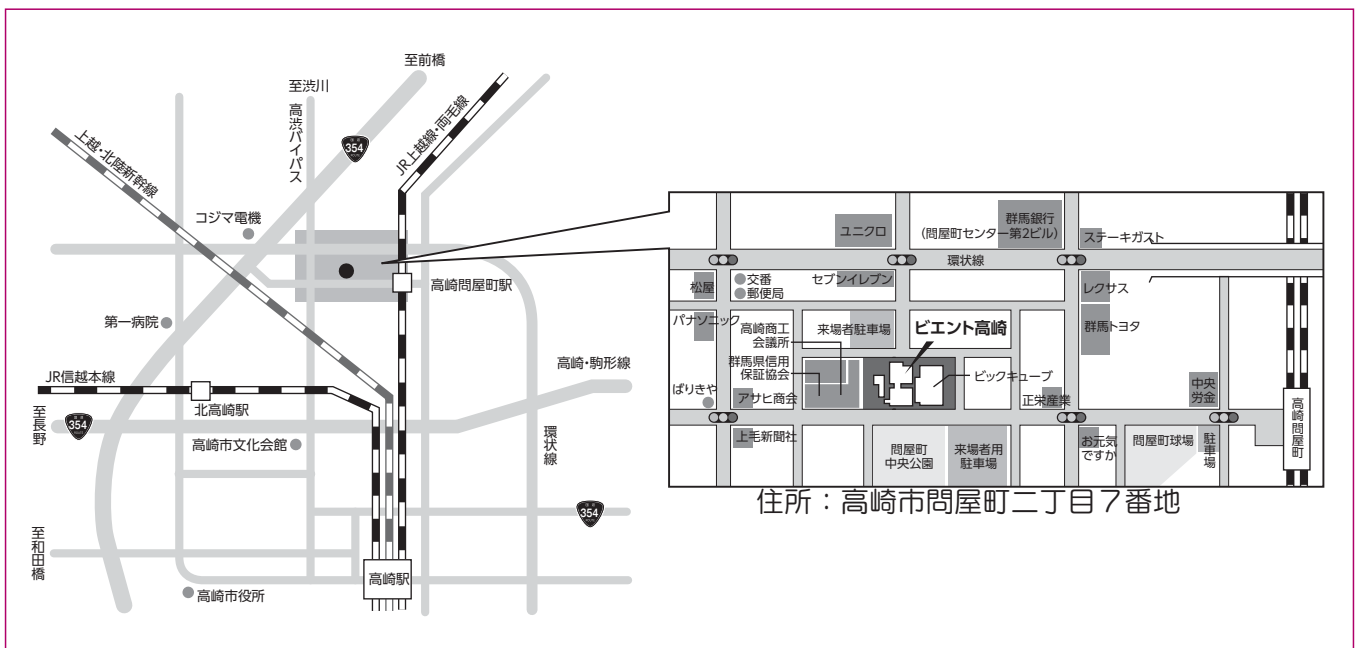 至前橋
至渋川
高渋バイパス
354
JR上越線・両毛線
上越・北陸新幹線
コジマ電機
高崎問屋町駅
第一病院
高崎・駒形線
JR信越本線
北高崎駅
至長野
354
高崎市文化会館
環状線
354
至和田橋
高崎駅
高崎市役所
ユニクロ
群馬銀行
(問屋町センター第2ビル)
ステーキガスト
環状線
松屋
交番
郵便局
セブンイレブン
レクサス
パナソニック
高崎商工
会議所
来場者駐車場
ビエント高崎
群馬トヨタ
群馬県信用
保証協会
ビックキューブ
ばりきや
アサヒ商会
正栄産業
中央
労金
高崎問屋町
上毛新聞社
問屋町
中央公園
来場者用
駐車場
お元気
ですか
問屋町球場
駐車場
住所：高崎市問屋町二丁目７番地